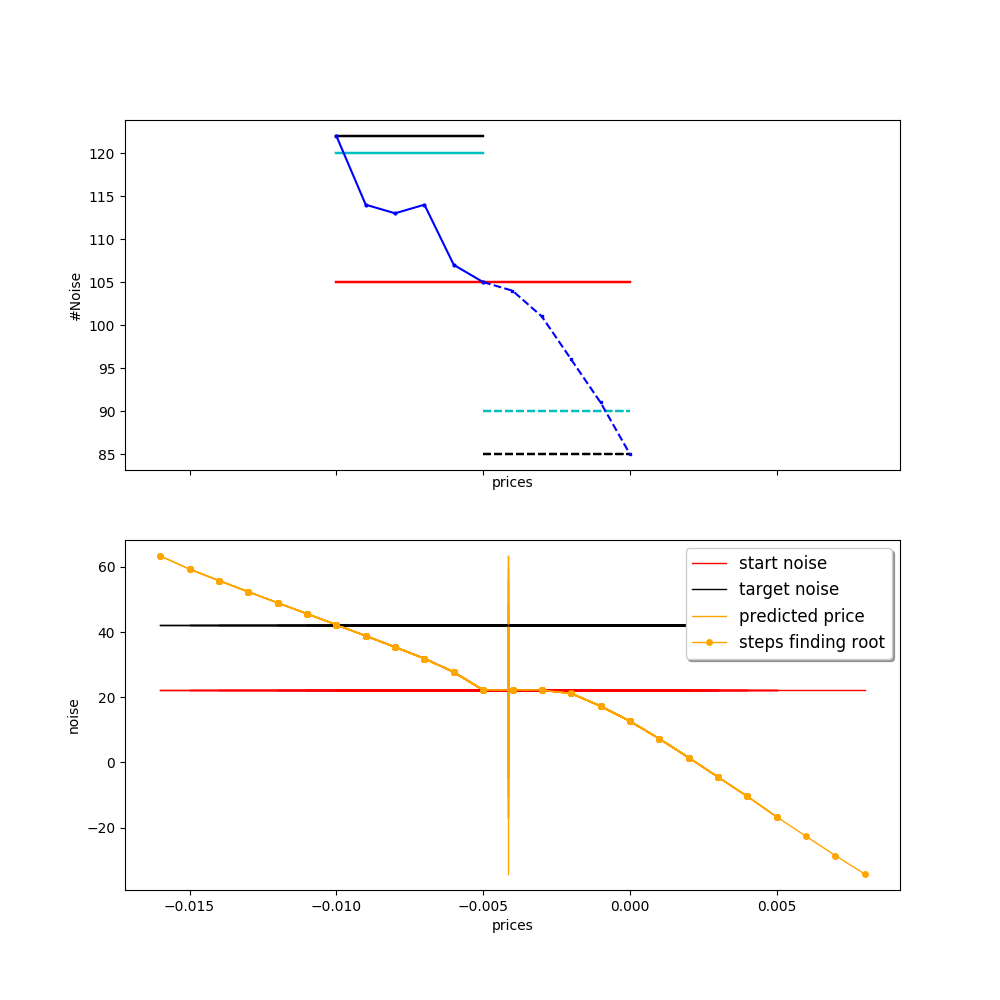 120
115
110
105
100
95
90
85
#Noise
prices
60
40
20
0
−20
noise
start noise
target noise
predicted price
steps finding root
−0.015
−0.010
−0.005
0.000
0.005
prices